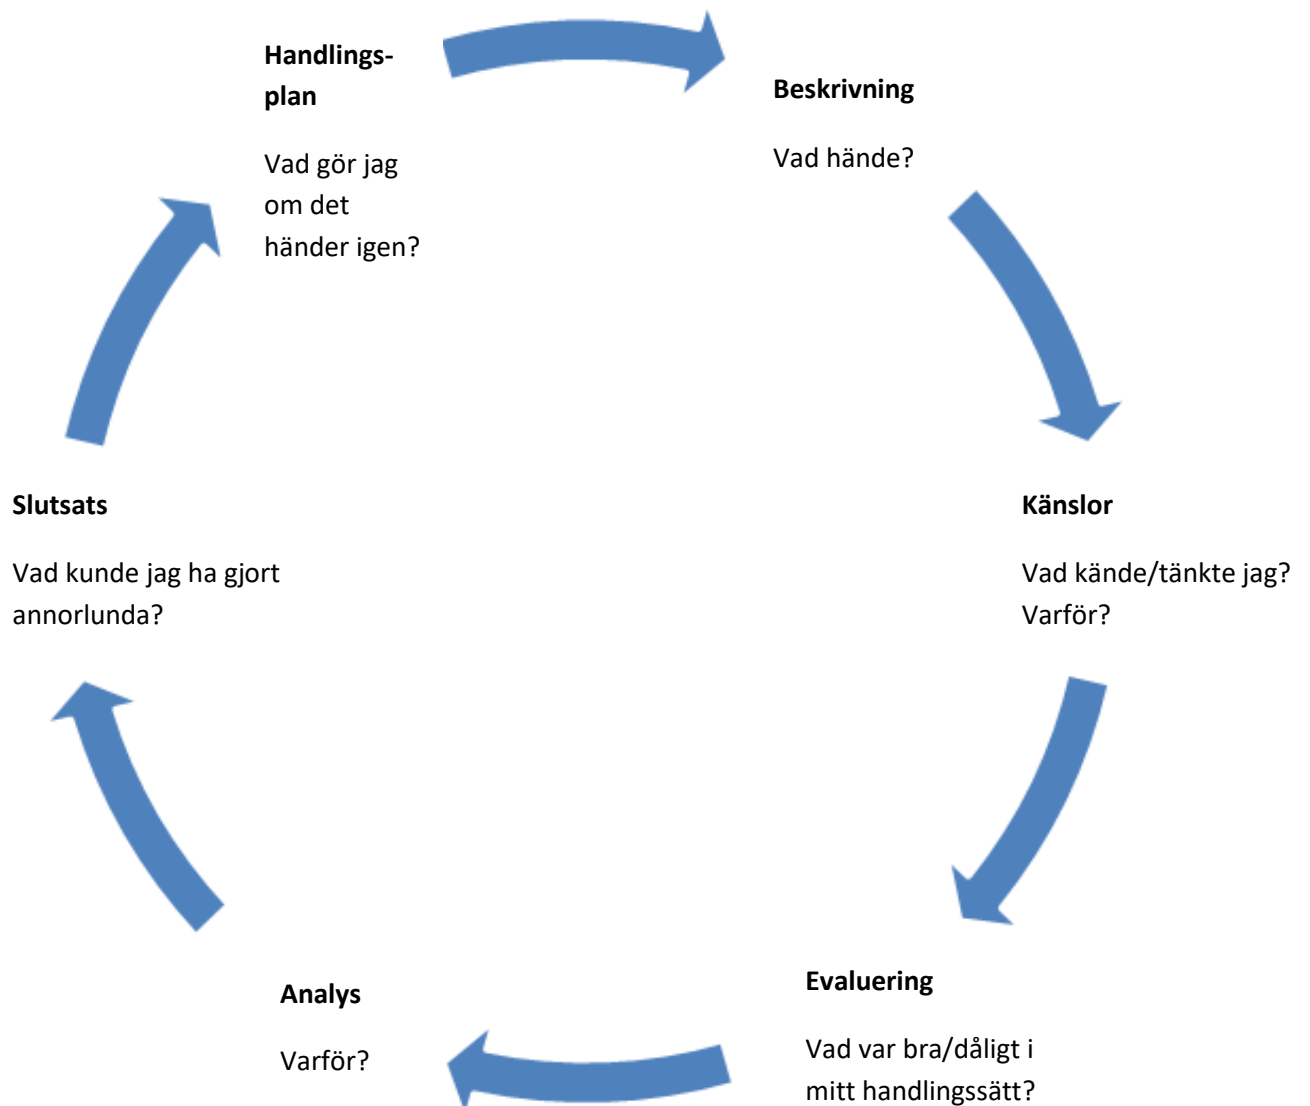 Handlings-
plan
Vad gör jag
om det
händer igen?
Beskrivning
Vad hände?
Känslor
Vad kände/tänkte jag?
Varför?
Evaluering
Vad var bra/dåligt i
mitt handlingssätt?
Analys
Varför?
Slutsats
Vad kunde jag ha gjort
annorlunda?